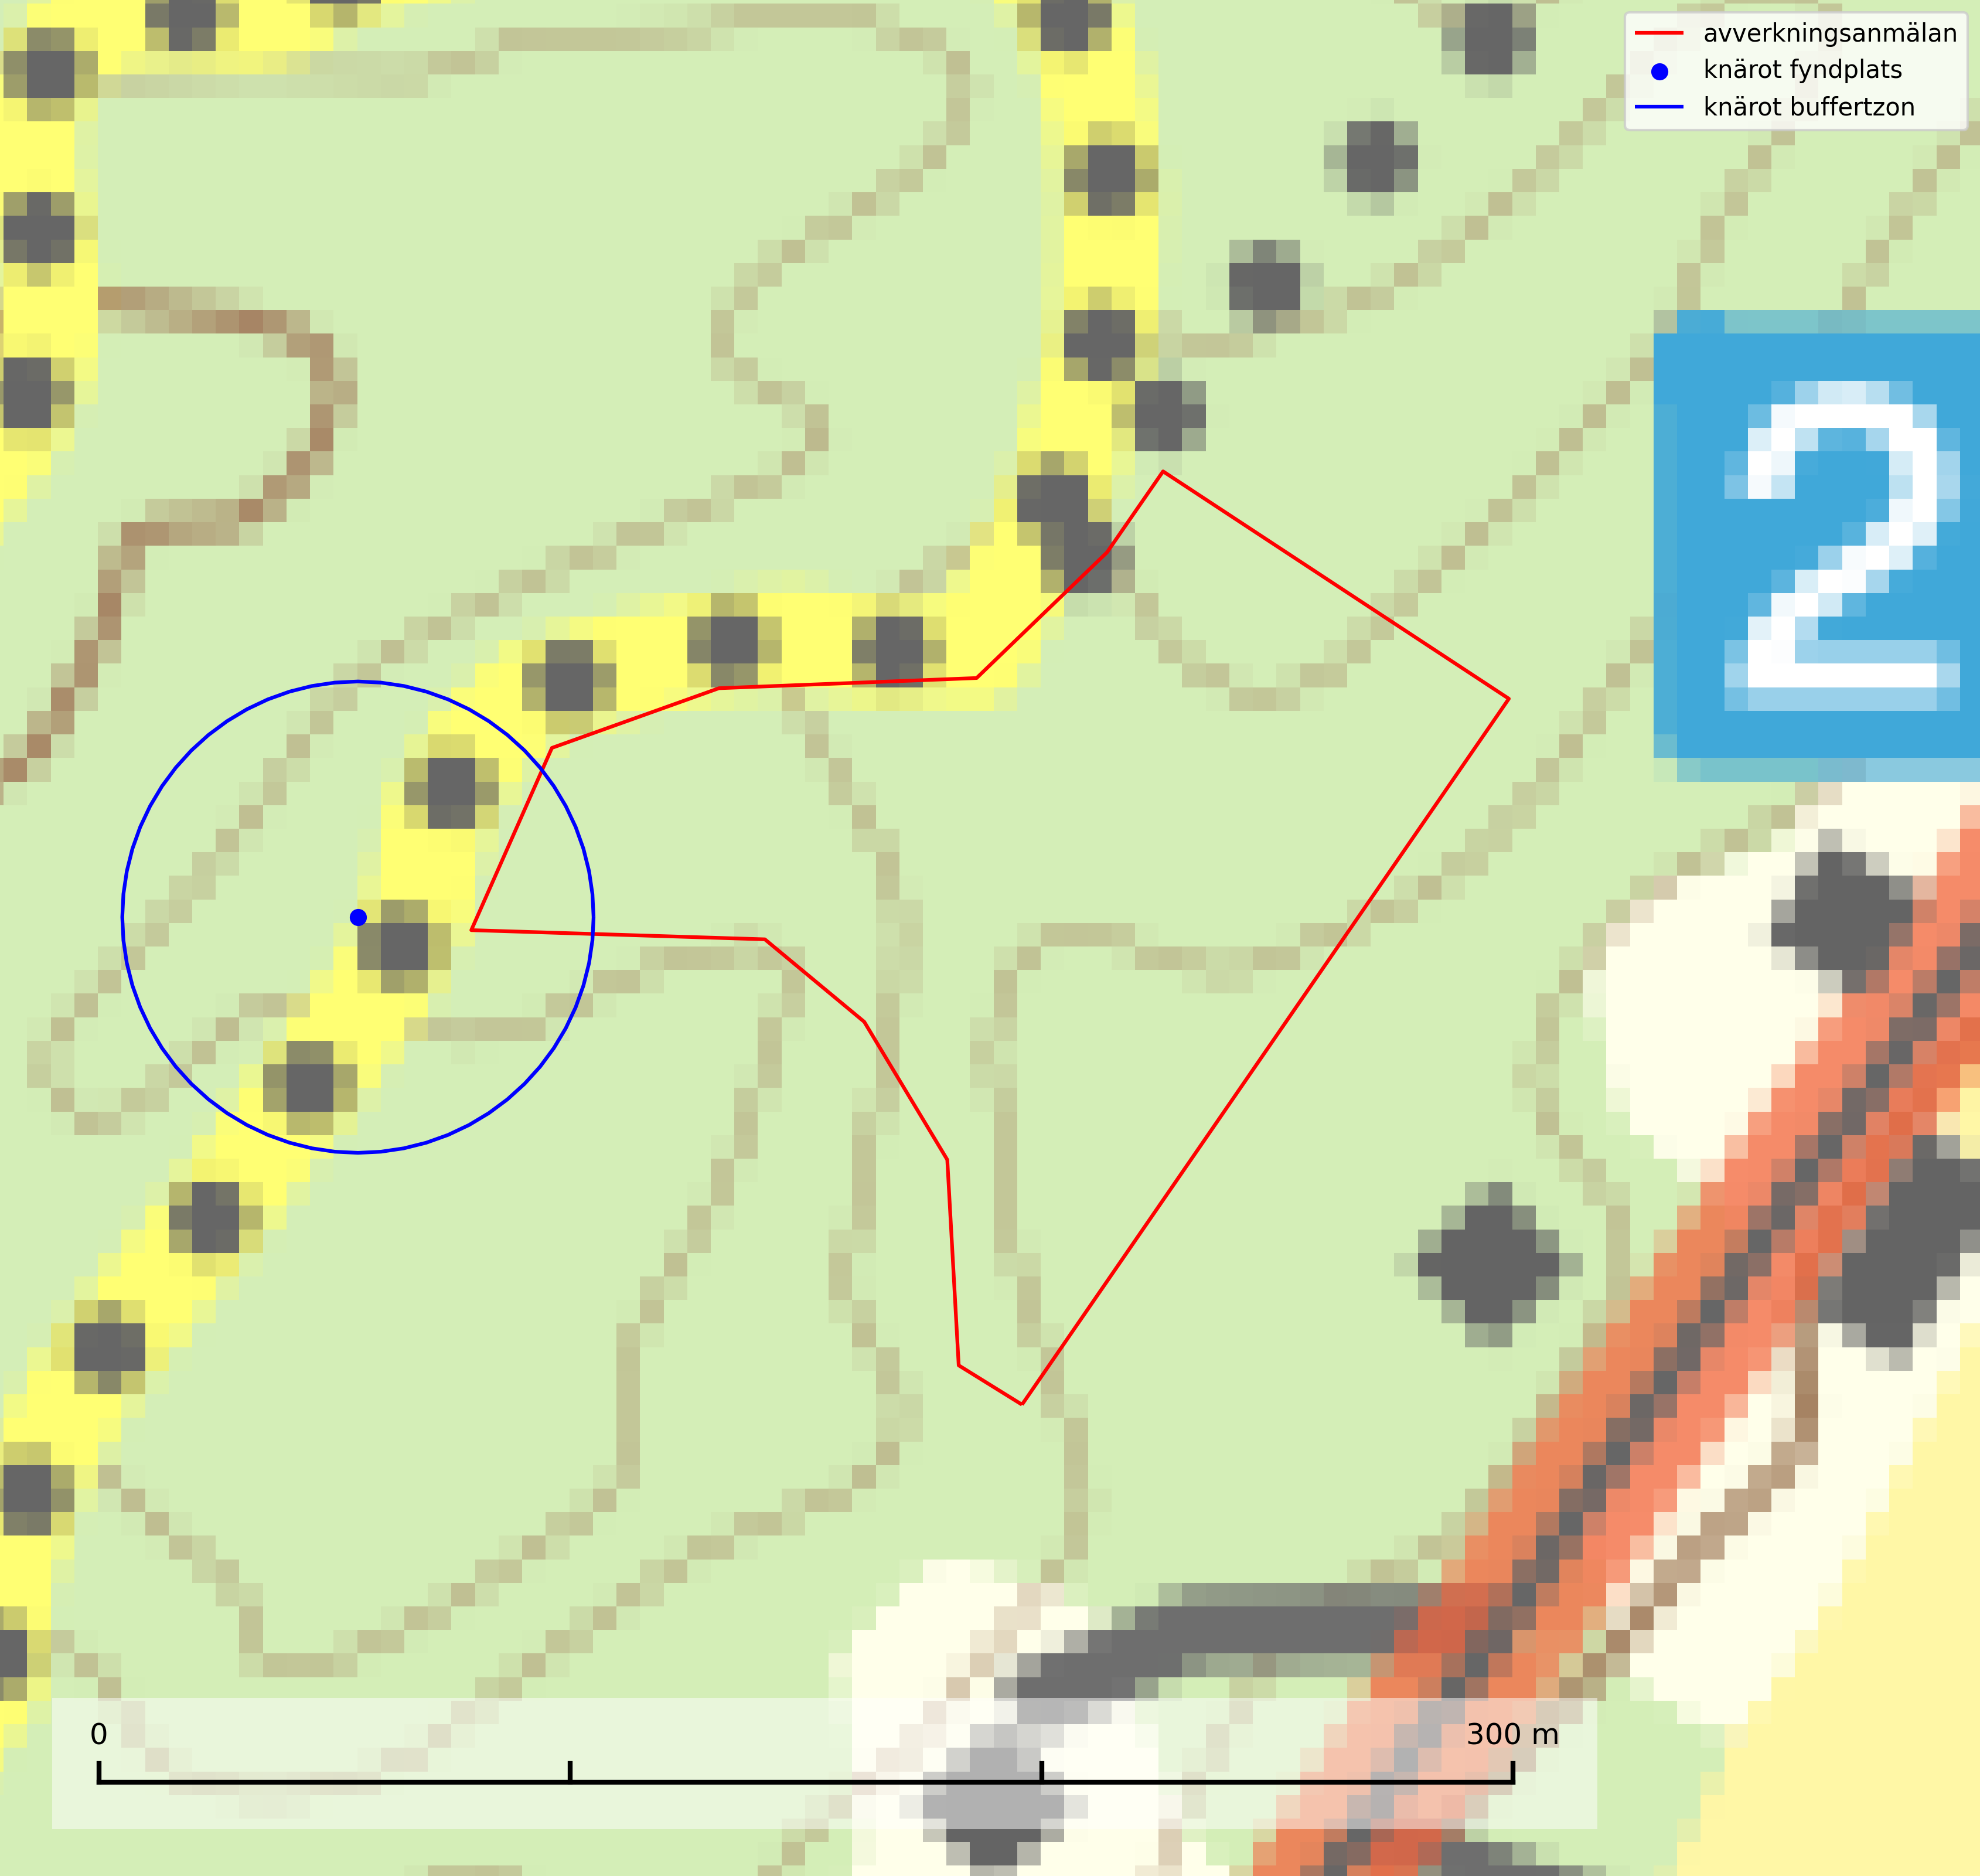 avverkningsanmälan
knärot fyndplats
knärot buffertzon
2
0 300 m